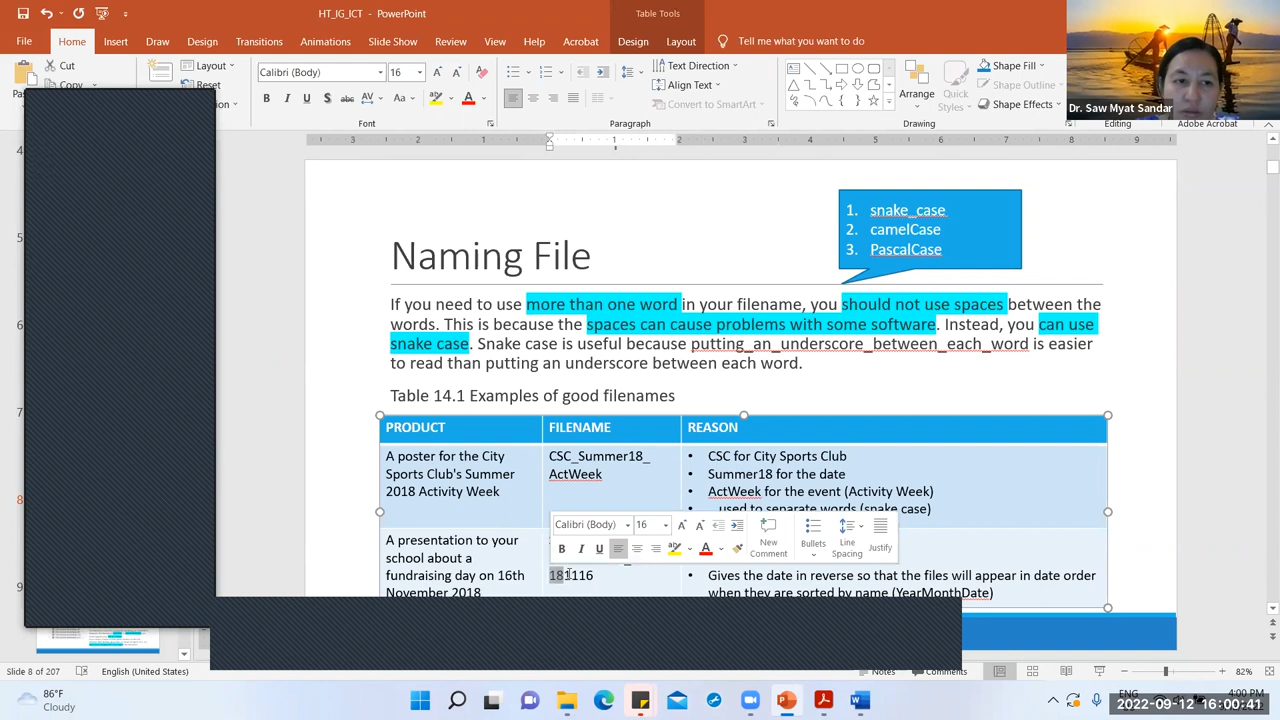 HT_IG_ICT - PowerPoint
Table Tools
File Home Insert Draw Design Transitions Animations Slide Show Review View Help Acrobat Design Layout Tell me what you want to do
Cut
Layout
Text Direction
Shape Fill
Copy
Reset
Align Text
Shape Outline
Convert to SmartArt
Arrange
Quick Styles
Shape Effects
Calibri (Body) 16
Font
Paragraph
Drawing
Editing
Adobe Acrobat
Dr. Saw Myat Sandar
1. snake_case
2. camelCase
3. PascalCase
Naming File
If you need to use more than one word in your filename, you should not use spaces between the
words. This is because the spaces can cause problems with some software. Instead, you can use
snake case. Snake case is useful because putting_an_underscore_between_each_word is easier
to read than putting an underscore between each word.
Table 14.1 Examples of good filenames
PRODUCT FILENAME REASON
A poster for the City
Sports Club's Summer
2018 Activity Week
CSC_Summer18_
ActWeek
• CSC for City Sports Club
• Summer18 for the date
• ActWeek for the event (Activity Week)
• _ used to separate words (snake case)
Calibri (Body) 16
New Comment
Bullets
Line Spacing
Justify
A presentation to your
school about a
fundraising day on 16th
November 2018
181116
• Gives the date in reverse so that the files will appear in date order
when they are sorted by name (YearMonthDate)
Slide 8 of 207
English (United States)
Notes
Comments
82%
86°F
Cloudy
ENG
4:00 PM
2022-09-12 16:00:41